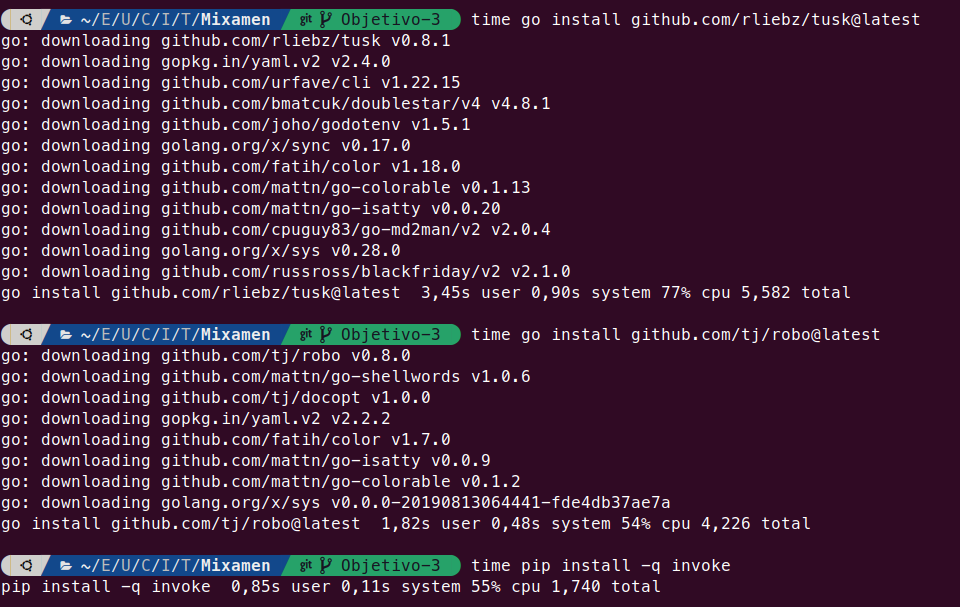 ~/E/U/C/I/T/Mixamen git Objetivo-3 time go install github.com/rliebz/tusk@latest
go: downloading github.com/rliebz/tusk v0.8.1
go: downloading gopkg.in/yaml.v2 v2.4.0
go: downloading github.com/urfave/cli v1.22.15
go: downloading github.com/bmatcuk/doublestar/v4 v4.8.1
go: downloading github.com/joho/godotenv v1.5.1
go: downloading golang.org/x/sync v0.17.0
go: downloading github.com/fatih/color v1.18.0
go: downloading github.com/mattn/go-colorable v0.1.13
go: downloading github.com/mattn/go-isatty v0.0.20
go: downloading github.com/cpuguy83/go-md2man/v2 v2.0.4
go: downloading golang.org/x/sys v0.28.0
go: downloading github.com/russross/blackfriday/v2 v2.1.0
go install github.com/rliebz/tusk@latest  3,45s user 0,90s system 77% cpu 5,582 total
~/E/U/C/I/T/Mixamen git Objetivo-3 time go install github.com/tj/robo@latest
go: downloading github.com/tj/robo v0.8.0
go: downloading github.com/mattn/go-shellwords v1.0.6
go: downloading github.com/tj/docopt v1.0.0
go: downloading gopkg.in/yaml.v2 v2.2.2
go: downloading github.com/fatih/color v1.7.0
go: downloading github.com/mattn/go-isatty v0.0.9
go: downloading github.com/mattn/go-colorable v0.1.2
go: downloading golang.org/x/sys v0.0.0-20190813064441-fde4db37ae7a
go install github.com/tj/robo@latest  1,82s user 0,48s system 54% cpu 4,226 total
~/E/U/C/I/T/Mixamen git Objetivo-3 time pip install -q invoke
pip install -q invoke  0,85s user 0,11s system 55% cpu 1,740 total